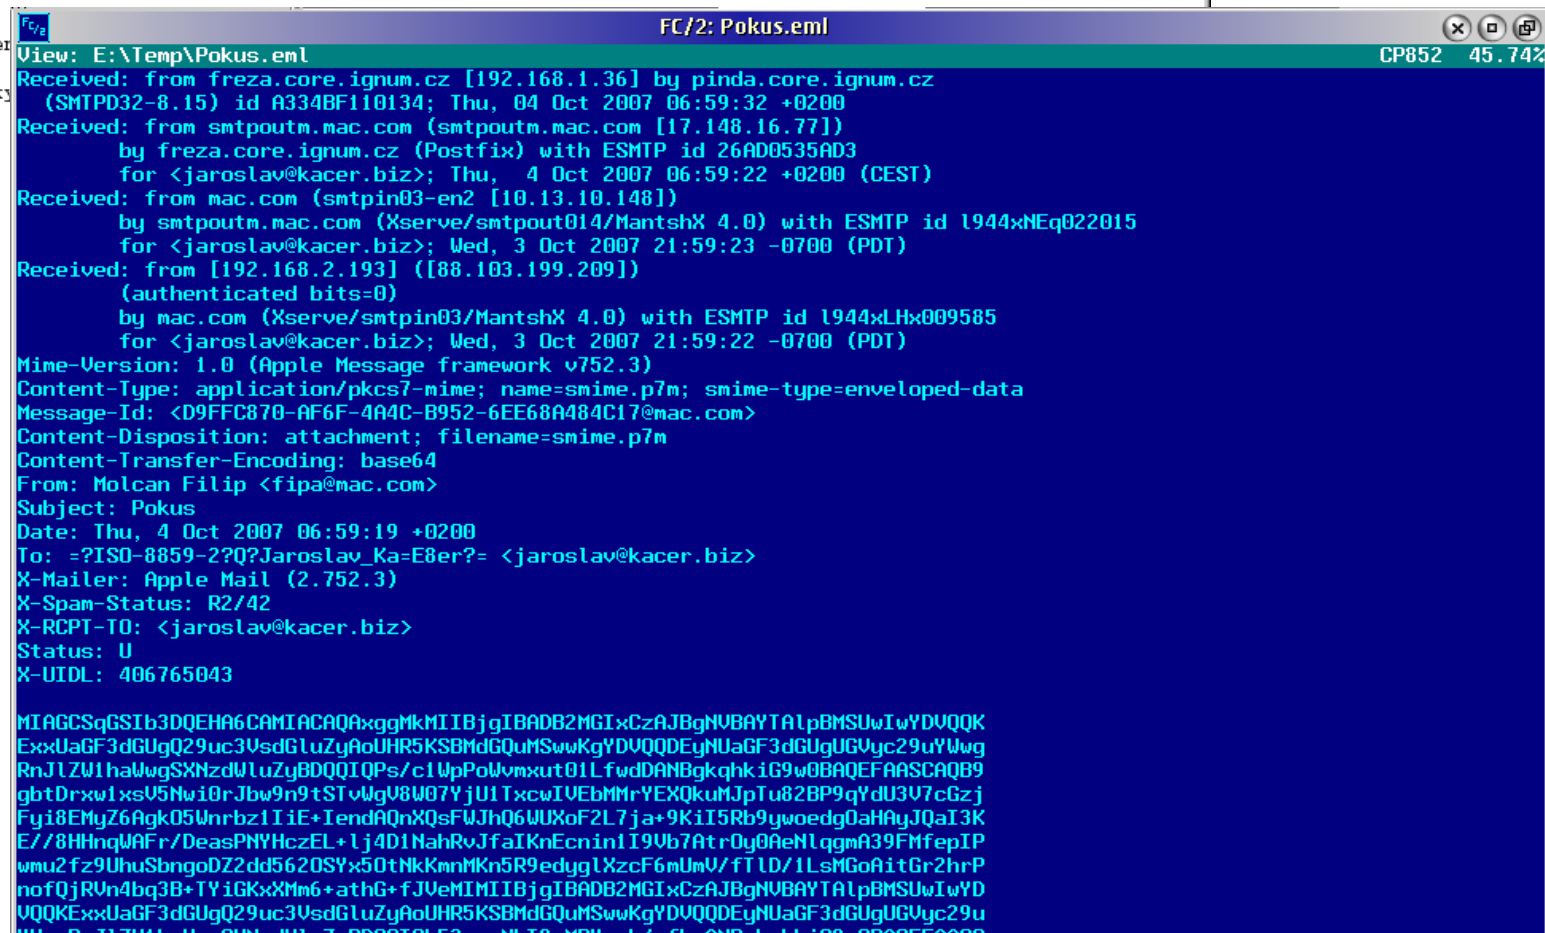 FC/2: Pokus.eml
View: E:\Temp\Pokus.eml CP852 45.74%
Received: from freza.core.ignum.cz [192.168.1.36] by pinda.core.ignum.cz
(SMTPD32-8.15) id A334BF110134; Thu, 04 Oct 2007 06:59:32 +0200
Received: from smtpoutm.mac.com (smtpoutm.mac.com [17.148.16.77])
by freza.core.ignum.cz (Postfix) with ESMTP id 26AD0535AD3
for <jaroslav@kacer.biz>; Thu,  4 Oct 2007 06:59:22 +0200 (CEST)
Received: from mac.com (smtpin03-en2 [10.13.10.148])
by smtpoutm.mac.com (Xserve/smtpout014/MantshX 4.0) with ESMTP id l944xNEq022015
for <jaroslav@kacer.biz>; Wed, 3 Oct 2007 21:59:23 -0700 (PDT)
Received: from [192.168.2.193] ([88.103.199.209])
(authenticated bits=0)
by mac.com (Xserve/smtpin03/MantshX 4.0) with ESMTP id l944xLHx009585
for <jaroslav@kacer.biz>; Wed, 3 Oct 2007 21:59:22 -0700 (PDT)
Mime-Version: 1.0 (Apple Message framework v752.3)
Content-Type: application/pkcs7-mime; name=smime.p7m; smime-type=enveloped-data
Message-Id: <D9FFC870-AF6F-4A4C-B952-6EE68A484C17@mac.com>
Content-Disposition: attachment; filename=smime.p7m
Content-Transfer-Encoding: base64
From: Molcan Filip <fipa@mac.com>
Subject: Pokus
Date: Thu, 4 Oct 2007 06:59:19 +0200
To: =?ISO-8859-2?Q?Jaroslav_Ka=E8er?= <jaroslav@kacer.biz>
X-Mailer: Apple Mail (2.752.3)
X-Spam-Status: R2/42
X-RCPT-TO: <jaroslav@kacer.biz>
Status: U
X-UIDL: 406765043
MIAGCSqGSIb3DQEHA6CAMIACAQAxggMkMIIBjgIBADB2MGIxCzAJBgNVBAYTAlpBMSUwIwYDVQQK
ExxUaGF3dGUgQ29uc3VsdGluZyAoUHR5KSBMdGQuMSwwKgYDVQQDEyNUaGF3dGUgUGVyc29uYWwg
RnJlZW1haWwgSXNzdWluZyBDQQIQPs/c1WpPoWvmxut01LfwdDANBgkqhkiG9w0BAQEFAASCAQB9
gbtDrxwlxsV5Nwi0rJbw9n9tSTvWgV8W07YjU1TxcwIVEbMMrYEXQkuMJpTu82BP9qYdU3V7cGzj
Fyi8EMyZ6AgkO5Wnrbz1IiE+IendAQnXQsFWJhQ6WUXoF2L7ja+9KiI5Rb9ywoedgOaHAyJQaI3K
E//8HHnqWAFr/DeasPNYHczEL+lj4D1NahRvJfaIKnEcnin1I9Vb7AtrOy0AeNlqgmA39FMfepIP
wmu2fz9UhuSbngoDZ2dd562OSYx5OtNkKmnMKn5R9edyglXzcF6mUmV/fTlD/1LsMGoAitGr2hrP
nofQjRVn4bq3B+TYiGKxXMm6+athG+fJVeMIMIIBjgIBADB2MGIxCzAJBgNVBAYTAlpBMSUwIwYD
VQQKExxUaGF3dGUgQ29uc3VsdGluZyAoUHR5KSBMdGQuMSwwKgYDVQQDEyNUaGF3dGUgUGVyc29u